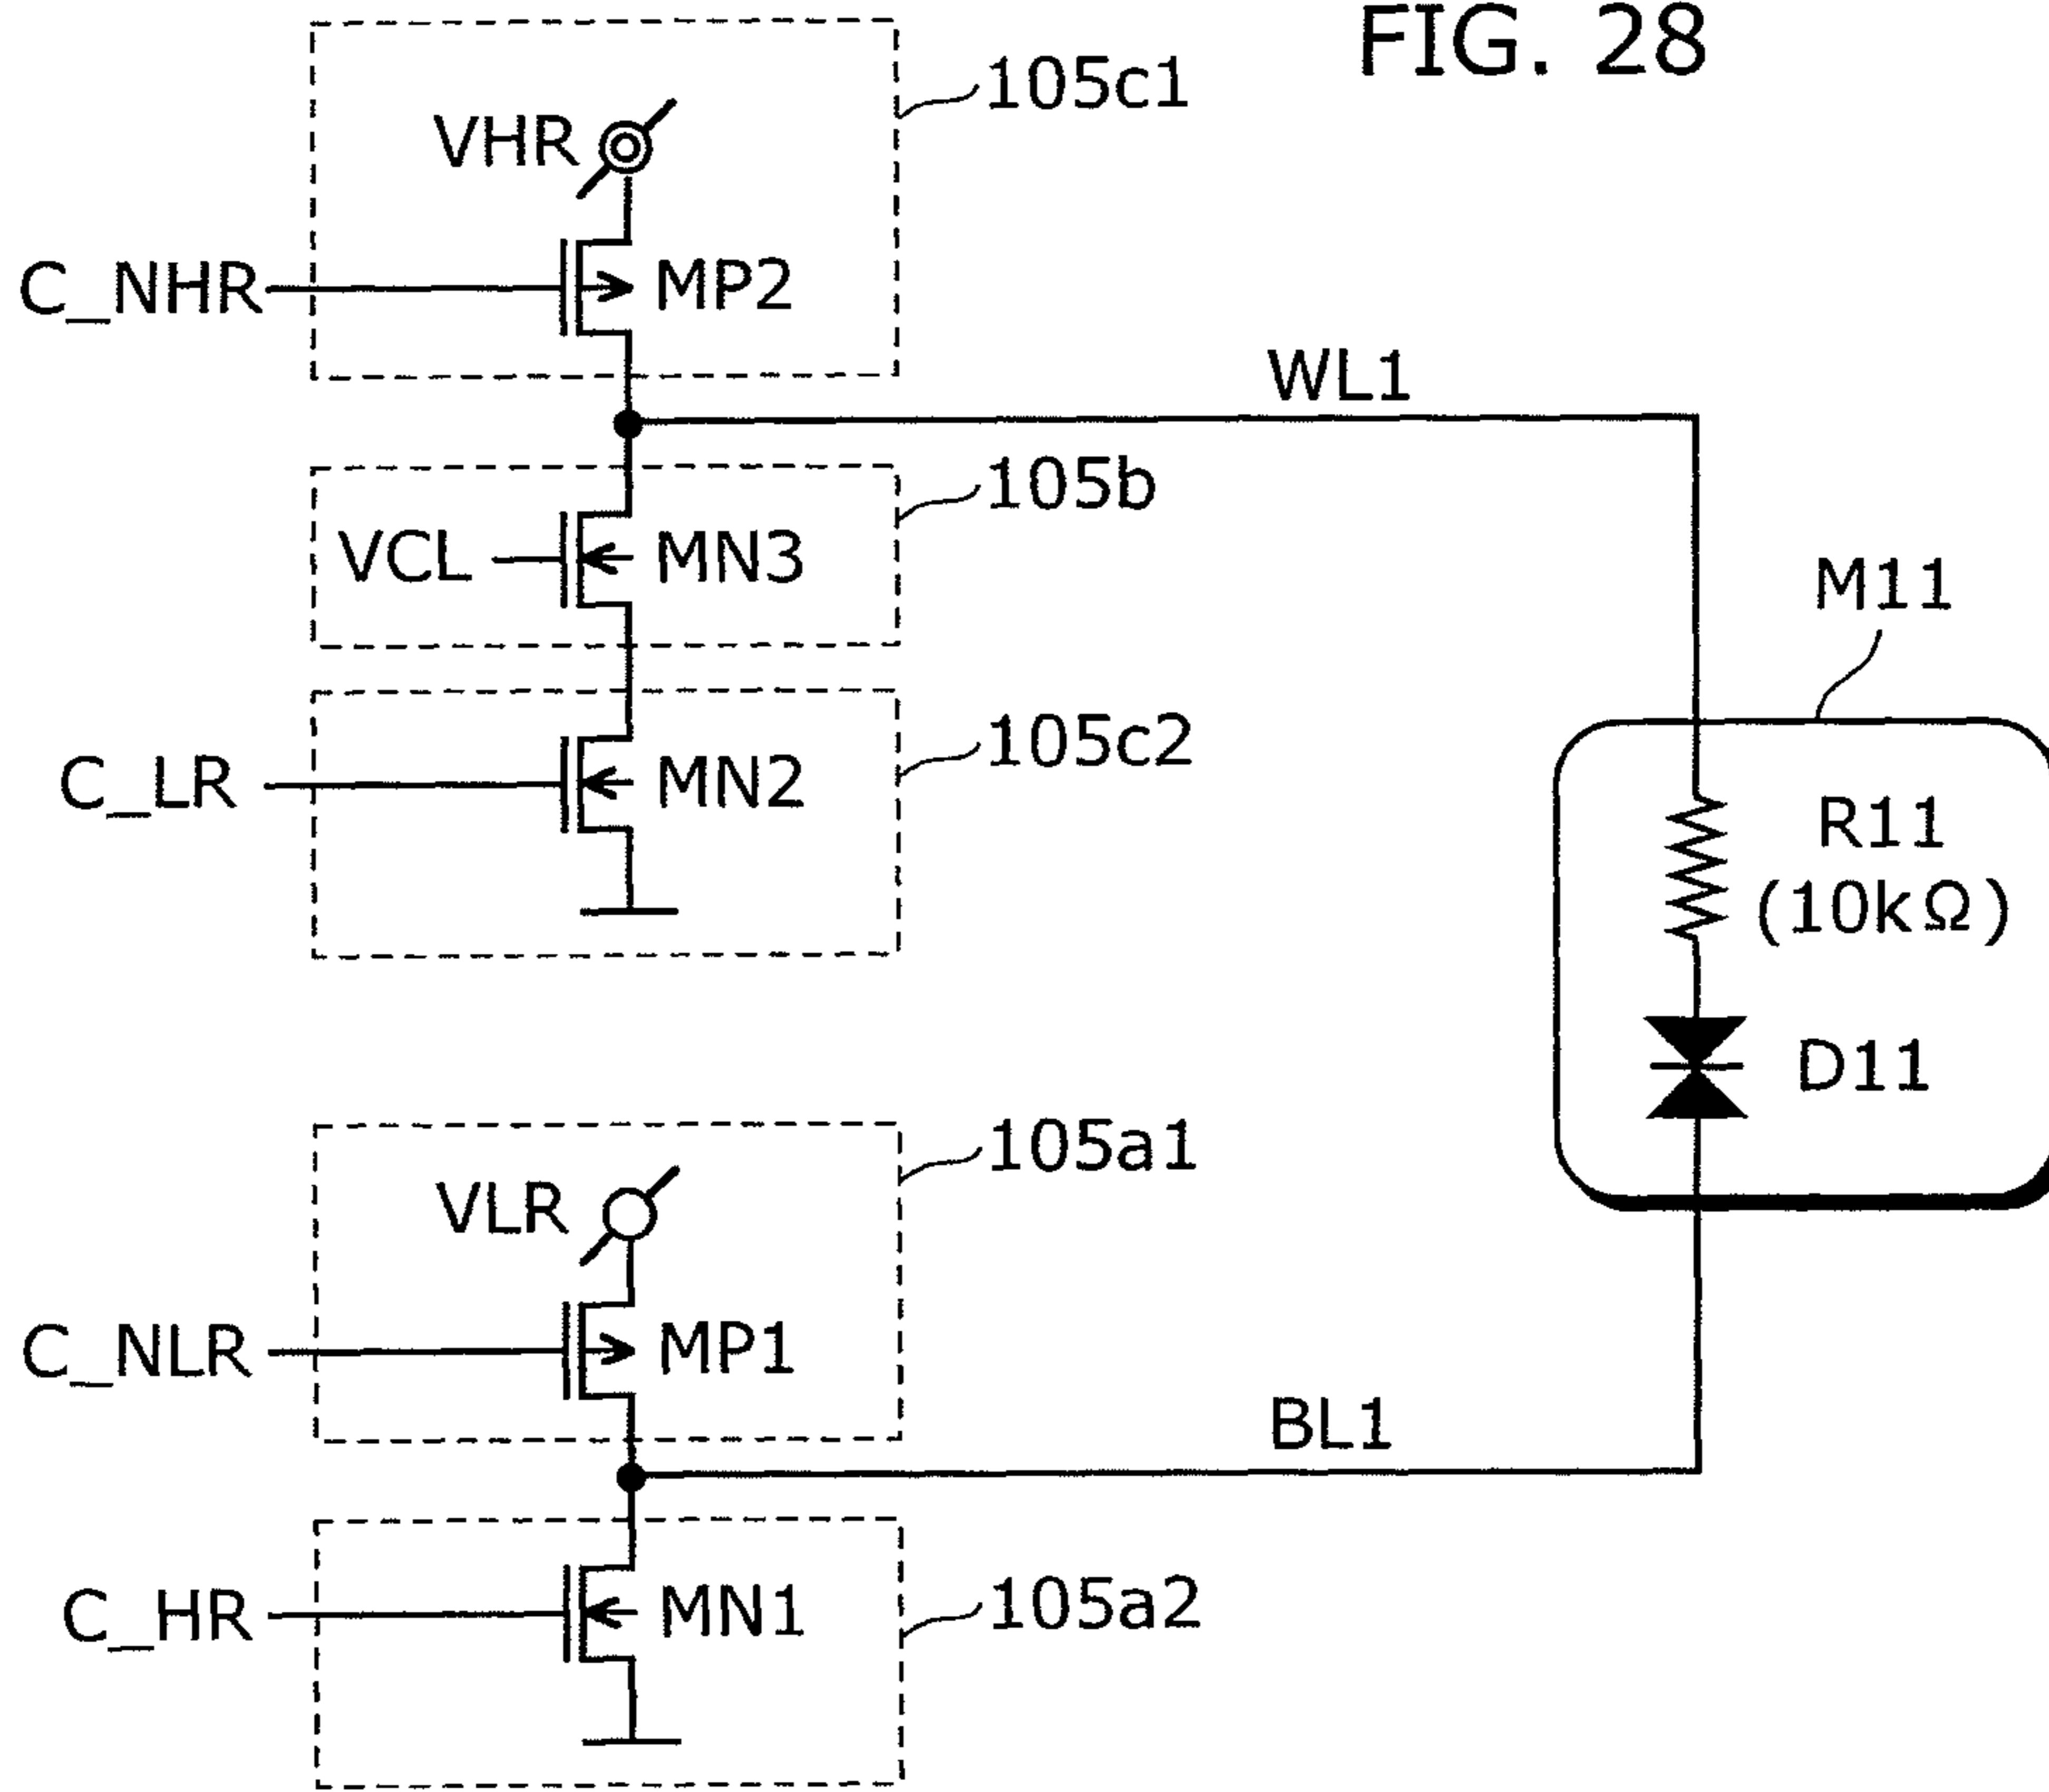 FIG. 28
105c1
VHR
C_NHR
MP2
WL1
105b
VCL
MN3
M11
105c2
C_LR
MN2
R11
(10kΩ)
D11
105a1
VLR
C_NLR
MP1
BL1
105a2
C_HR
MN1